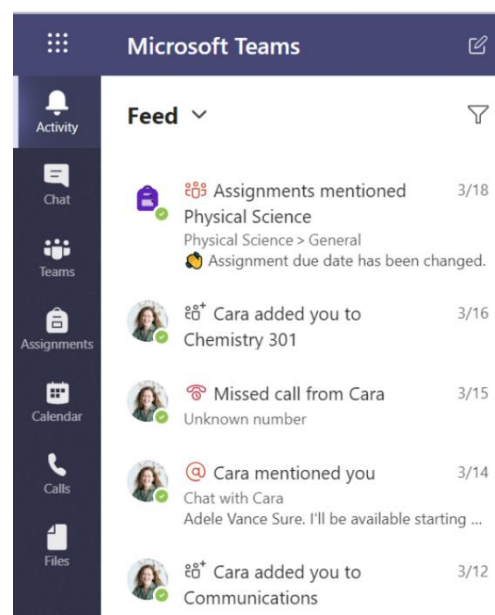 Microsoft Teams
Activity
Chat
Teams
Assignments
Calendar
Calls
Files
Feed
Assignments mentioned 3/18
Physical Science
Physical Science > General
Assignment due date has been changed.
Cara added you to 3/16
Chemistry 301
Missed call from Cara 3/15
Unknown number
Cara mentioned you 3/14
Chat with Cara
Adele Vance Sure. I'll be available starting ...
Cara added you to 3/12
Communications